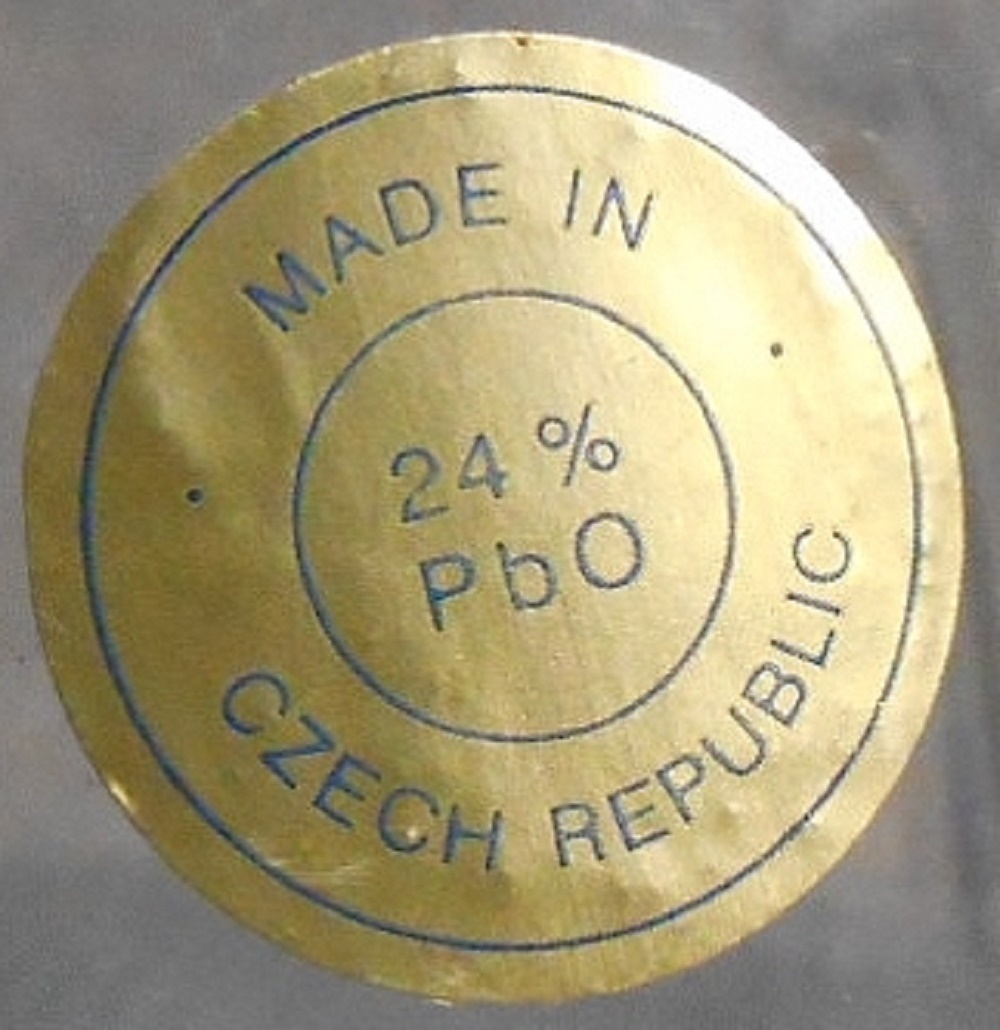 MADE IN
24 %
PbO
CZECH REPUBLIC